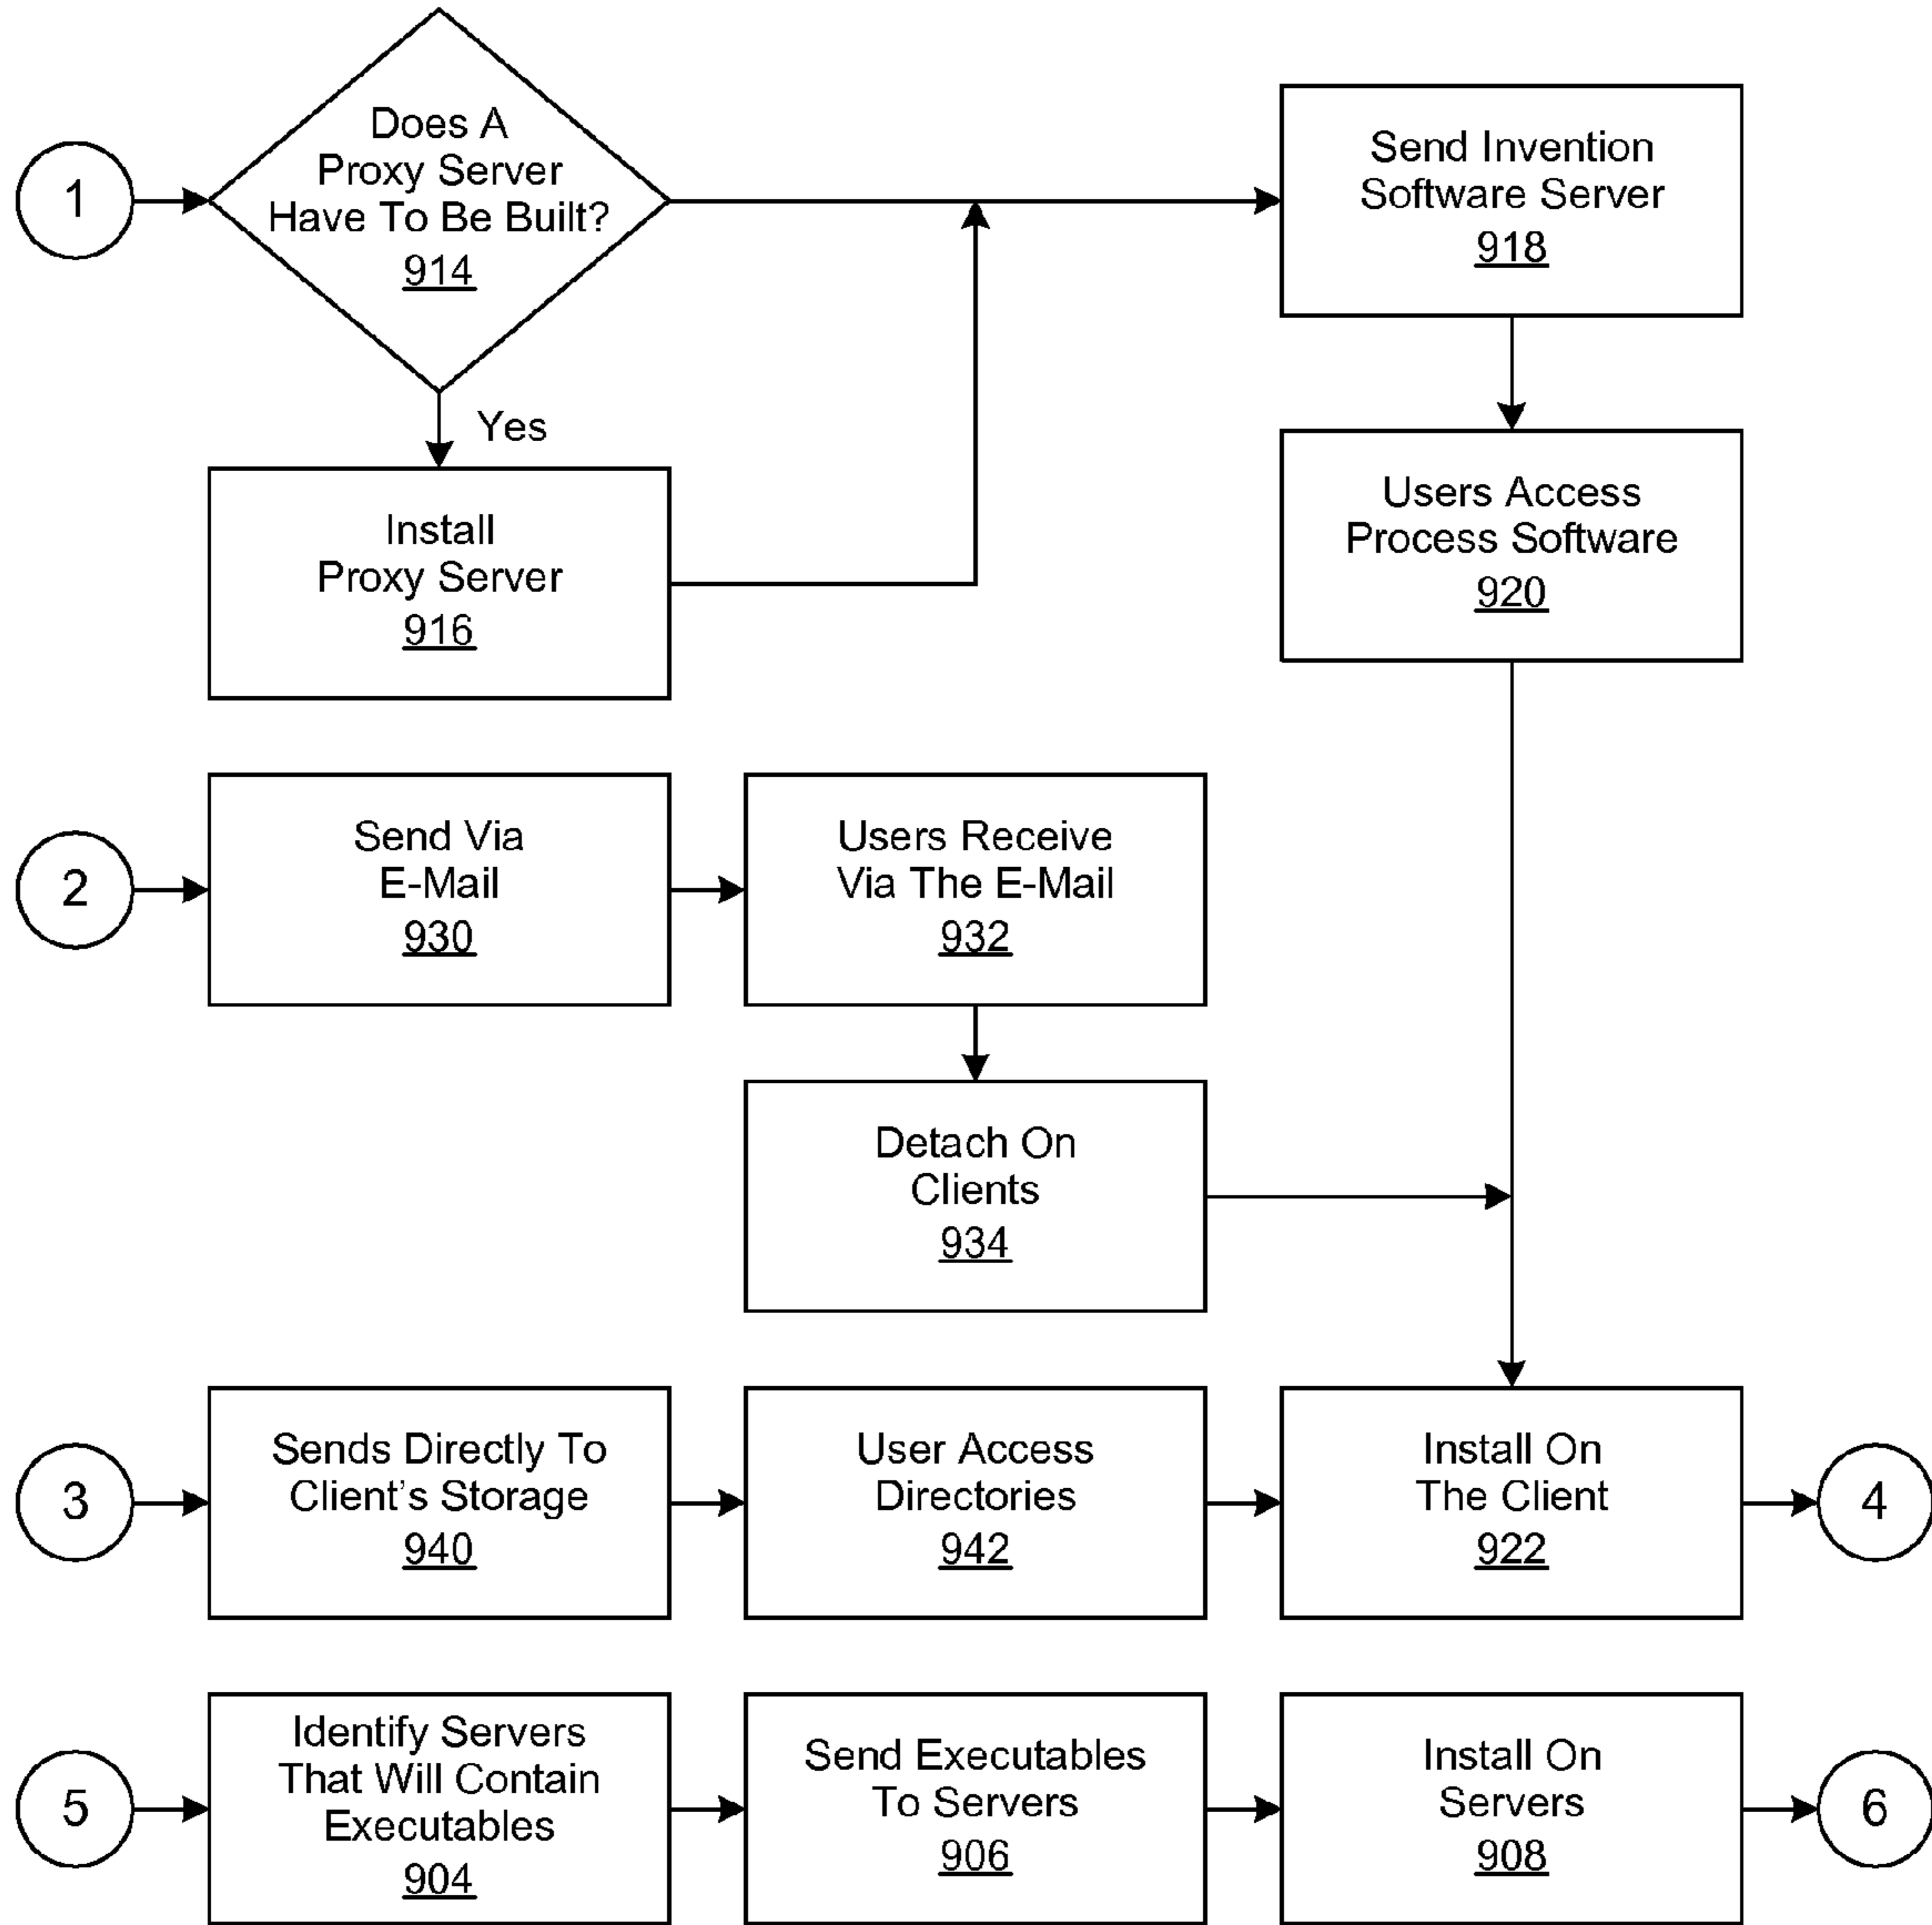 1
Does A
Proxy Server
Have To Be Built?
914
Yes
Install
Proxy Server
916
Send Invention
Software Server
918
Users Access
Process Software
920
2
Send Via
E-Mail
930
Users Receive
Via The E-Mail
932
Detach On
Clients
934
3
Sends Directly To
Client’s Storage
940
User Access
Directories
942
Install On
The Client
922
4
5
Identify Servers
That Will Contain
Executables
904
Send Executables
To Servers
906
Install On
Servers
908
6